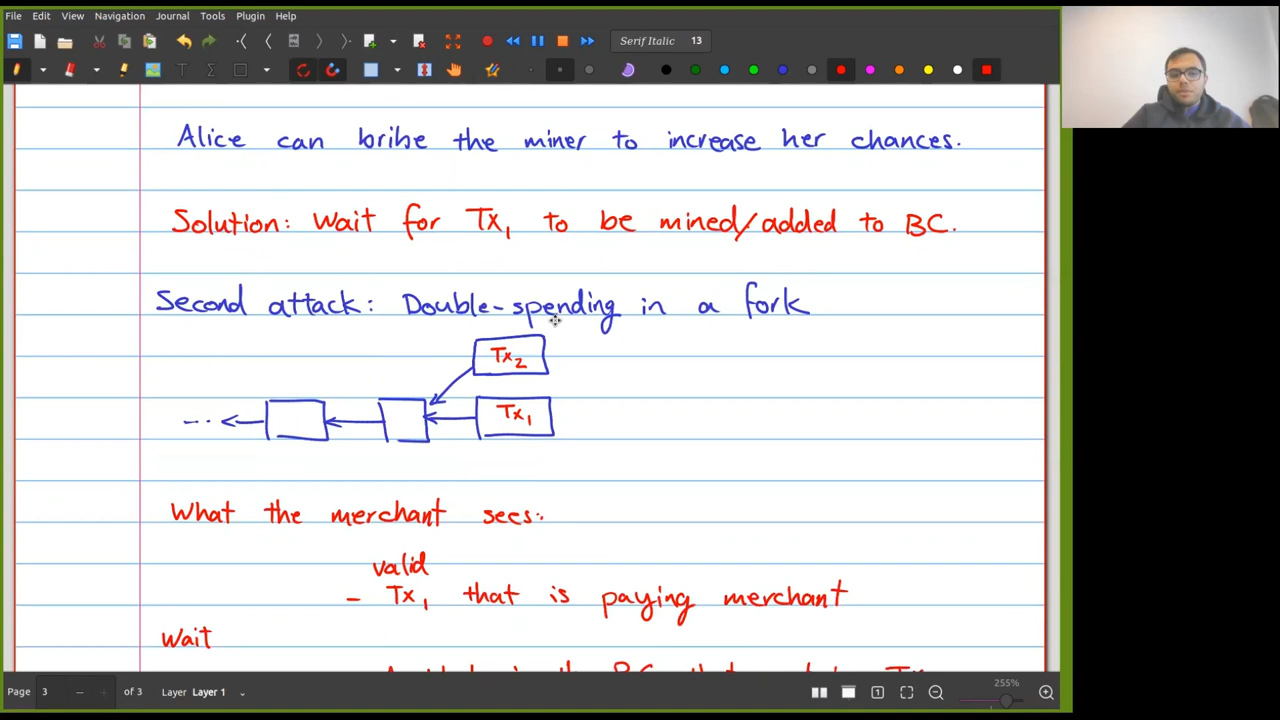 File Edit View Navigation Journal Tools Plugin Help
Serif Italic 13
Alice can bribe the miner to increase her chances.
Solution: Wait for Tx1 to be mined/added to BC.
Second attack: Double-spending in a fork
Tx2
... Tx1
What the merchant sees:
valid
- Tx1 that is paying merchant
Wait
Page 3 of 3 Layer Layer 1 255%